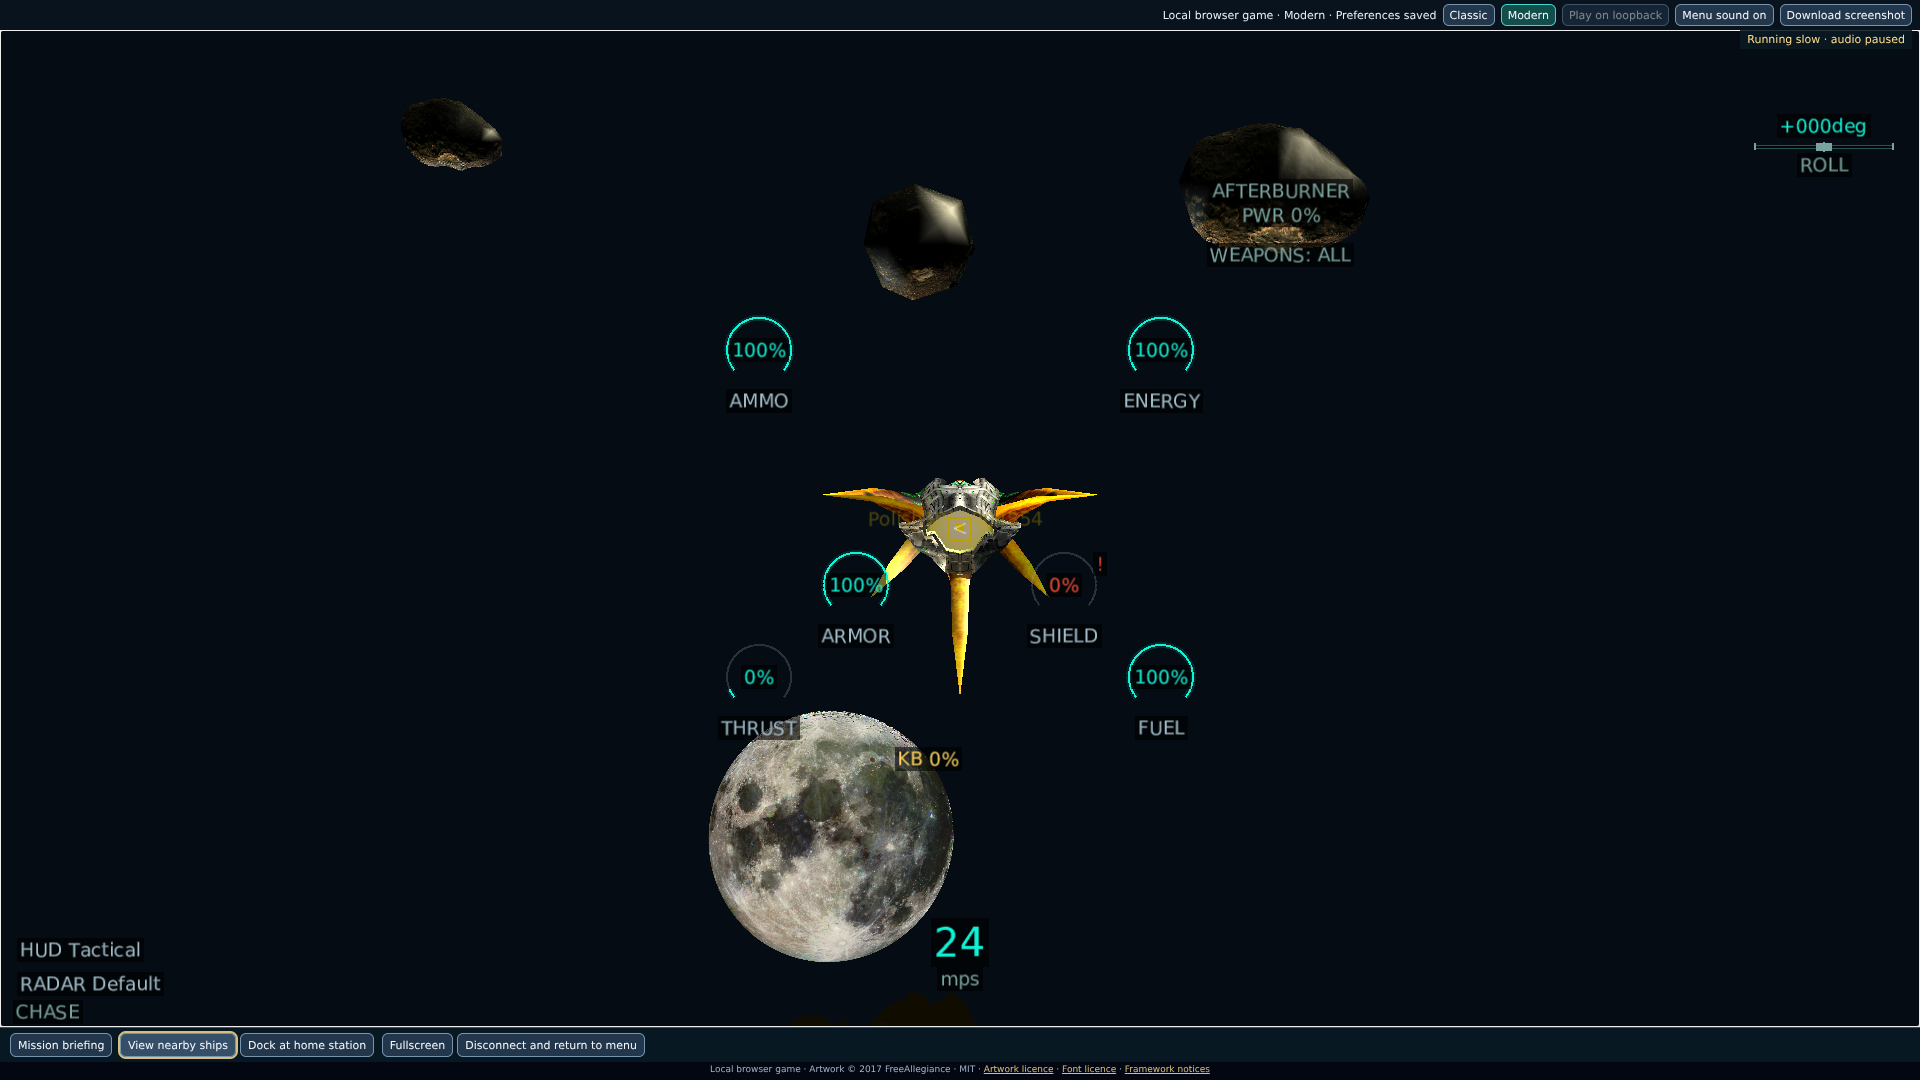 Local browser game · Modern · Preferences saved
Classic
Modern
Play on loopback
Menu sound on
Download screenshot
Running slow · audio paused
+000deg
ROLL
AFTERBURNER
PWR 0%
WEAPONS: ALL
100%
AMMO
100%
ENERGY
<
100%
ARMOR
!
0%
SHIELD
0%
THRUST
100%
FUEL
KB 0%
24
mps
HUD Tactical
RADAR Default
CHASE
Mission briefing
View nearby ships
Dock at home station
Fullscreen
Disconnect and return to menu
Local browser game · Artwork © 2017 FreeAllegiance · MIT · Artwork licence · Font licence · Framework notices